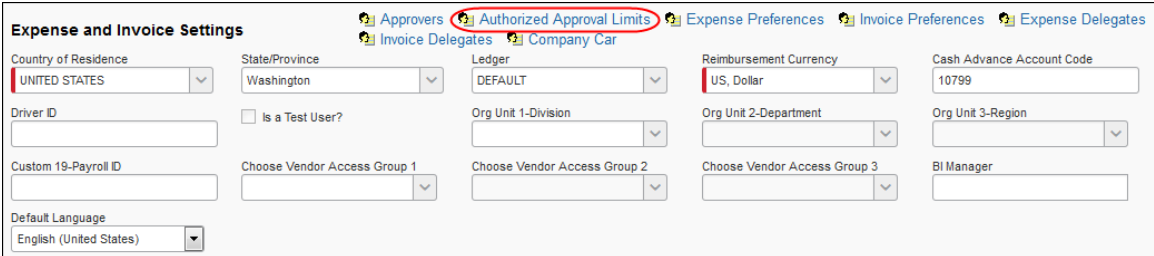 Expense and Invoice Settings
Approvers Authorized Approval Limits Expense Preferences Invoice Preferences Expense Delegates
Invoice Delegates Company Car
Country of Residence State/Province Ledger Reimbursement Currency Cash Advance Account Code
UNITED STATES Washington DEFAULT US, Dollar 10799
Driver ID Is a Test User? Org Unit 1-Division Org Unit 2-Department Org Unit 3-Region
Custom 19-Payroll ID Choose Vendor Access Group 1 Choose Vendor Access Group 2 Choose Vendor Access Group 3 BI Manager
Default Language
English (United States)